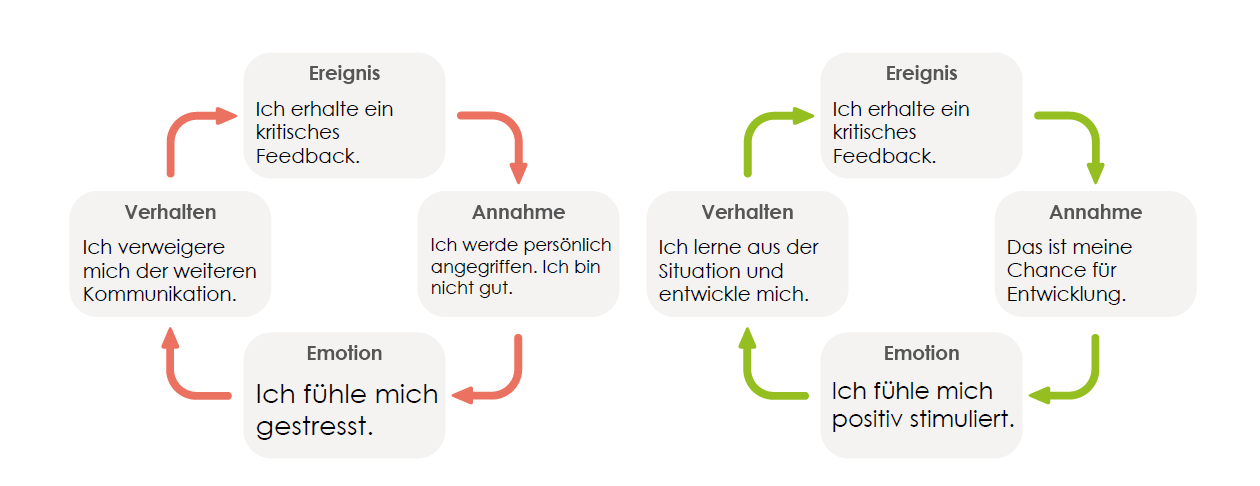 Ereignis
Ich erhalte ein
kritisches
Feedback.
Annahme
Ich werde persönlich
angegriffen. Ich bin
nicht gut.
Emotion
Ich fühle mich
gestresst.
Verhalten
Ich verweigere
mich der weiteren
Kommunikation.
Ereignis
Ich erhalte ein
kritisches
Feedback.
Annahme
Das ist meine
Chance für
Entwicklung.
Emotion
Ich fühle mich
positiv stimuliert.
Verhalten
Ich lerne aus der
Situation und
entwickle mich.